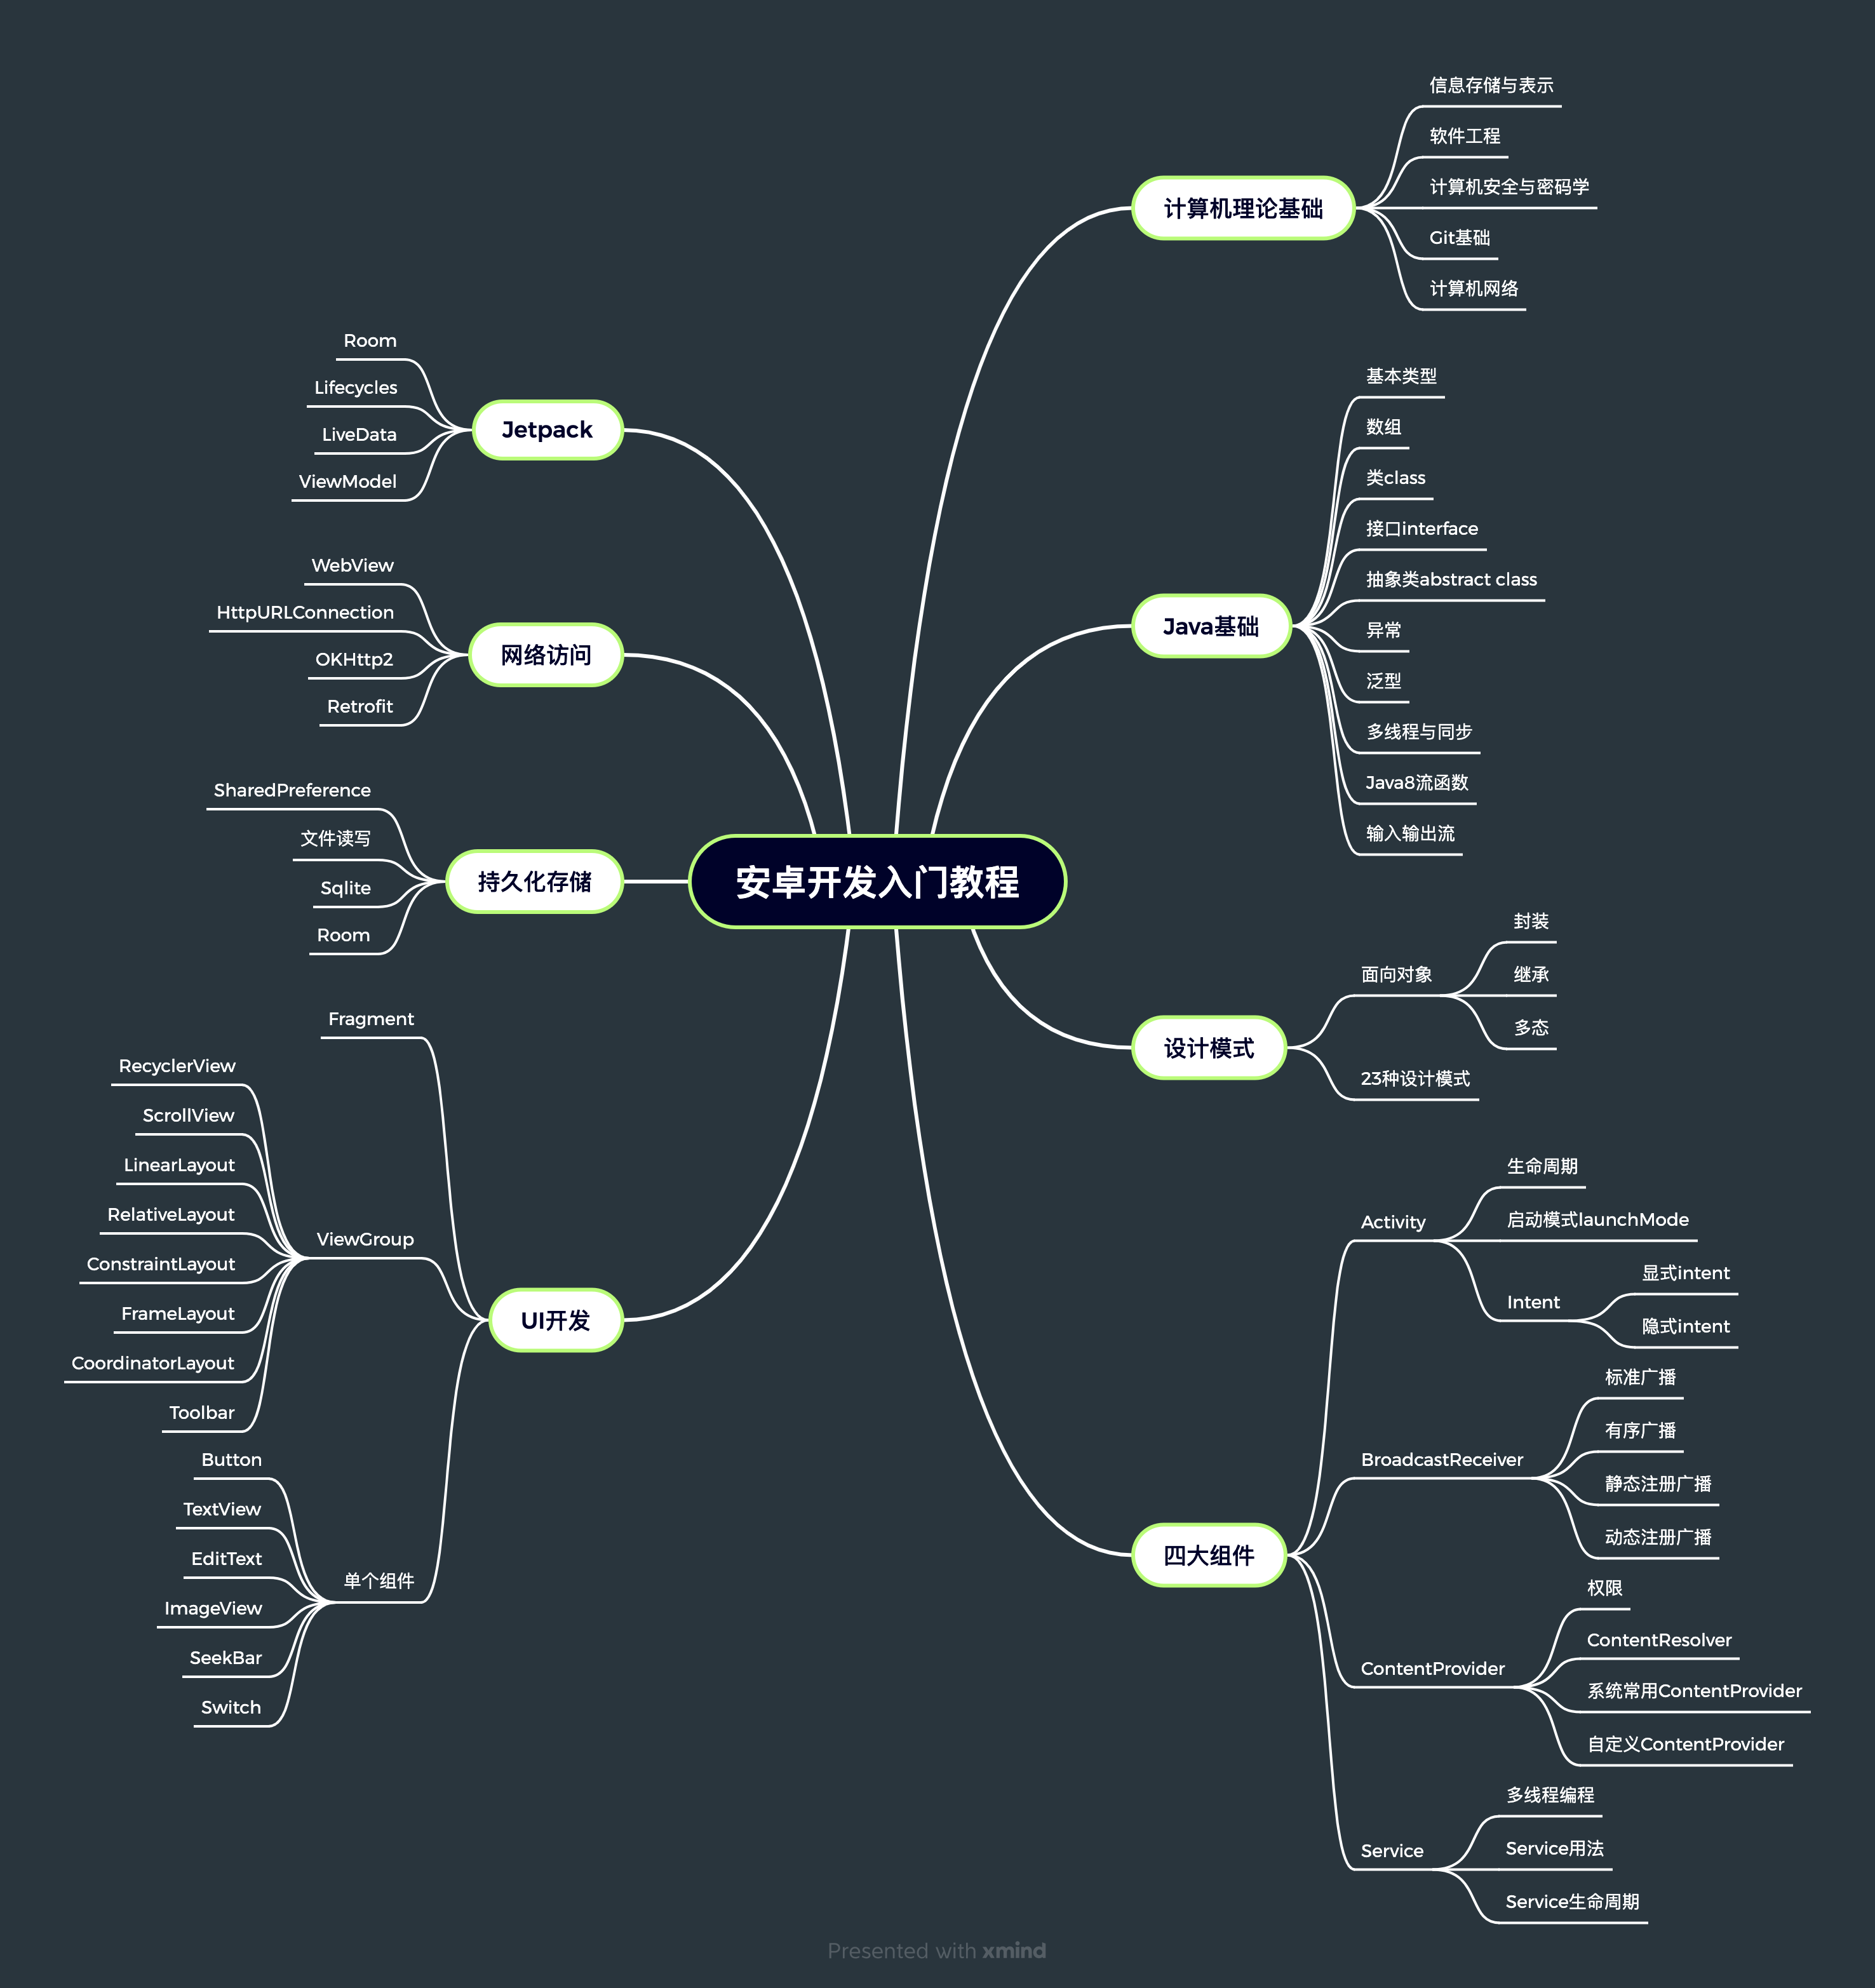 安卓开发入门教程
计算机理论基础
信息存储与表示
软件工程
计算机安全与密码学
Git基础
计算机网络
Java基础
基本类型
数组
类class
接口interface
抽象类abstract class
异常
泛型
多线程与同步
Java8流函数
输入输出流
设计模式
面向对象
封装
继承
多态
23种设计模式
四大组件
Activity
生命周期
启动模式launchMode
Intent
显式intent
隐式intent
BroadcastReceiver
标准广播
有序广播
静态注册广播
动态注册广播
ContentProvider
权限
ContentResolver
系统常用ContentProvider
自定义ContentProvider
Service
多线程编程
Service用法
Service生命周期
Jetpack
Room
Lifecycles
LiveData
ViewModel
网络访问
WebView
HttpURLConnection
OKHttp2
Retrofit
持久化存储
SharedPreference
文件读写
Sqlite
Room
UI开发
Fragment
ViewGroup
RecyclerView
ScrollView
LinearLayout
RelativeLayout
ConstraintLayout
FrameLayout
CoordinatorLayout
Toolbar
单个组件
Button
TextView
EditText
ImageView
SeekBar
Switch
Presented with xmind